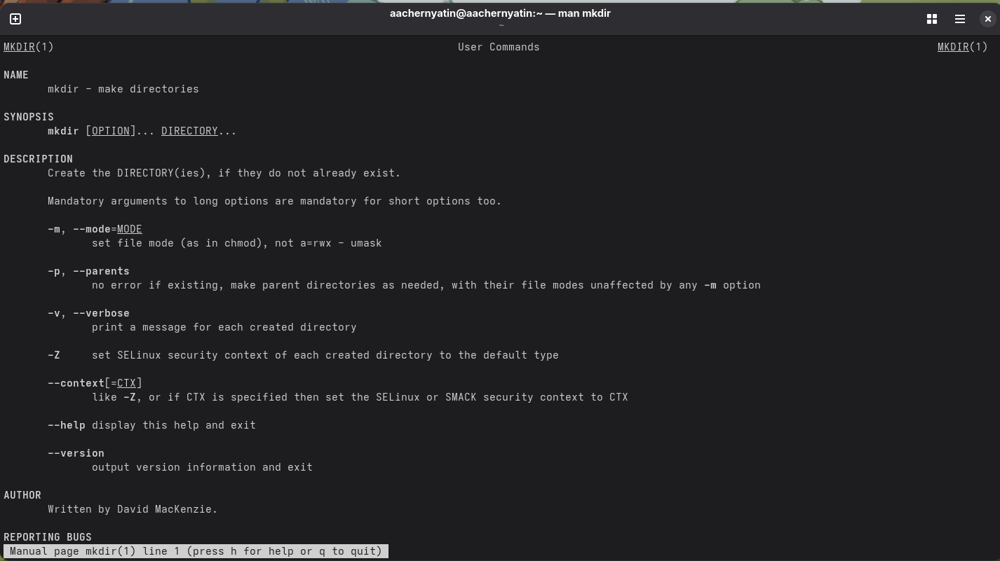 aachernyatin@aachernyatin:~ — man mkdir
~
MKDIR(1) User Commands MKDIR(1)
NAME
mkdir - make directories
SYNOPSIS
mkdir [OPTION]... DIRECTORY...
DESCRIPTION
Create the DIRECTORY(ies), if they do not already exist.
Mandatory arguments to long options are mandatory for short options too.
-m, --mode=MODE
set file mode (as in chmod), not a=rwx - umask
-p, --parents
no error if existing, make parent directories as needed, with their file modes unaffected by any -m option
-v, --verbose
print a message for each created directory
-Z set SELinux security context of each created directory to the default type
--context[=CTX]
like -Z, or if CTX is specified then set the SELinux or SMACK security context to CTX
--help display this help and exit
--version
output version information and exit
AUTHOR
Written by David MacKenzie.
REPORTING BUGS
Manual page mkdir(1) line 1 (press h for help or q to quit)